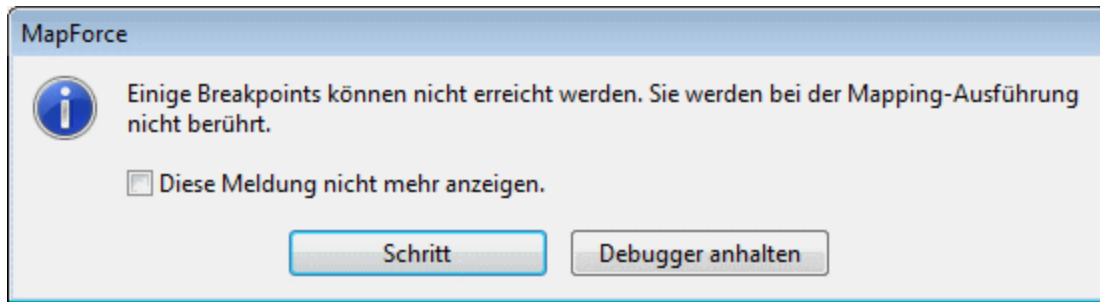 MapForce
Einige Breakpoints können nicht erreicht werden. Sie werden bei der Mapping-Ausführung
nicht berührt.
Diese Meldung nicht mehr anzeigen.
Schritt
Debugger anhalten